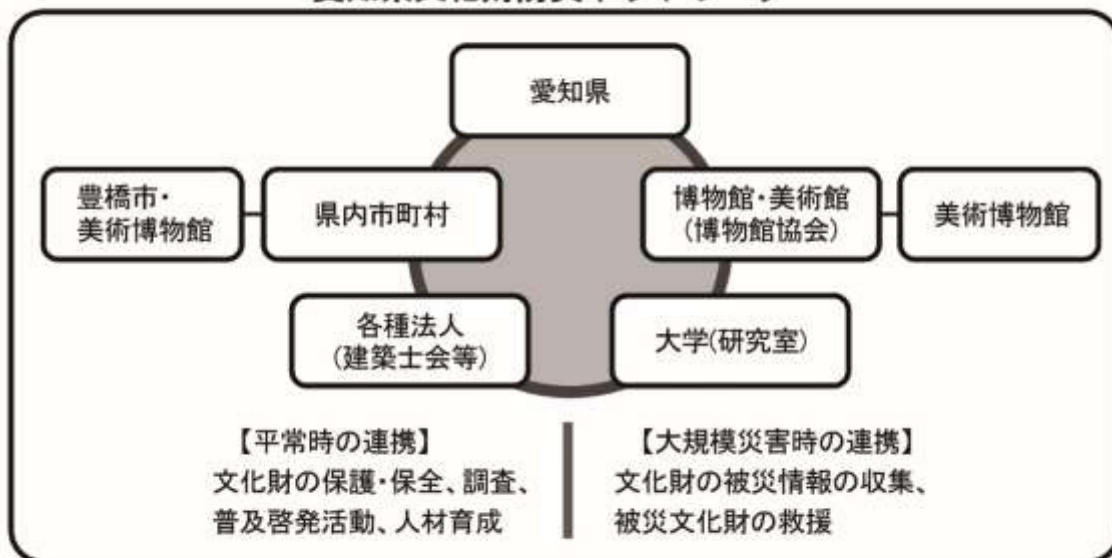 愛知県
豊橋市・
美術博物館
県内市町村
博物館・美術館
(博物館協会)
美術博物館
各種法人
(建築士会等)
大学(研究室)
【平常時の連携】
文化財の保護・保全、調査、
普及啓発活動、人材育成
【大規模災害時の連携】
文化財の被災情報の収集、
被災文化財の救援